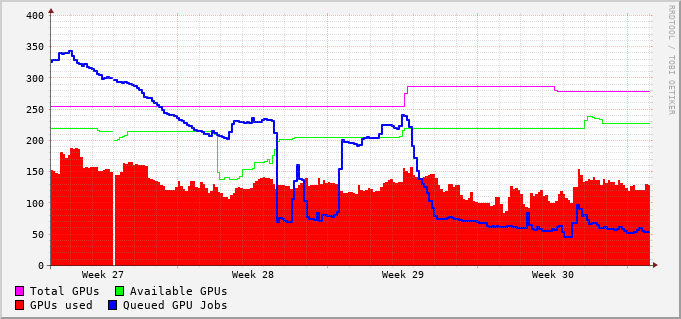 400
350
300
250
200
150
100
50
0
Week 27 Week 28 Week 29 Week 30
Total GPUs Available GPUs
GPUs used Queued GPU Jobs
RRDTOOL / TOBI OETIKER